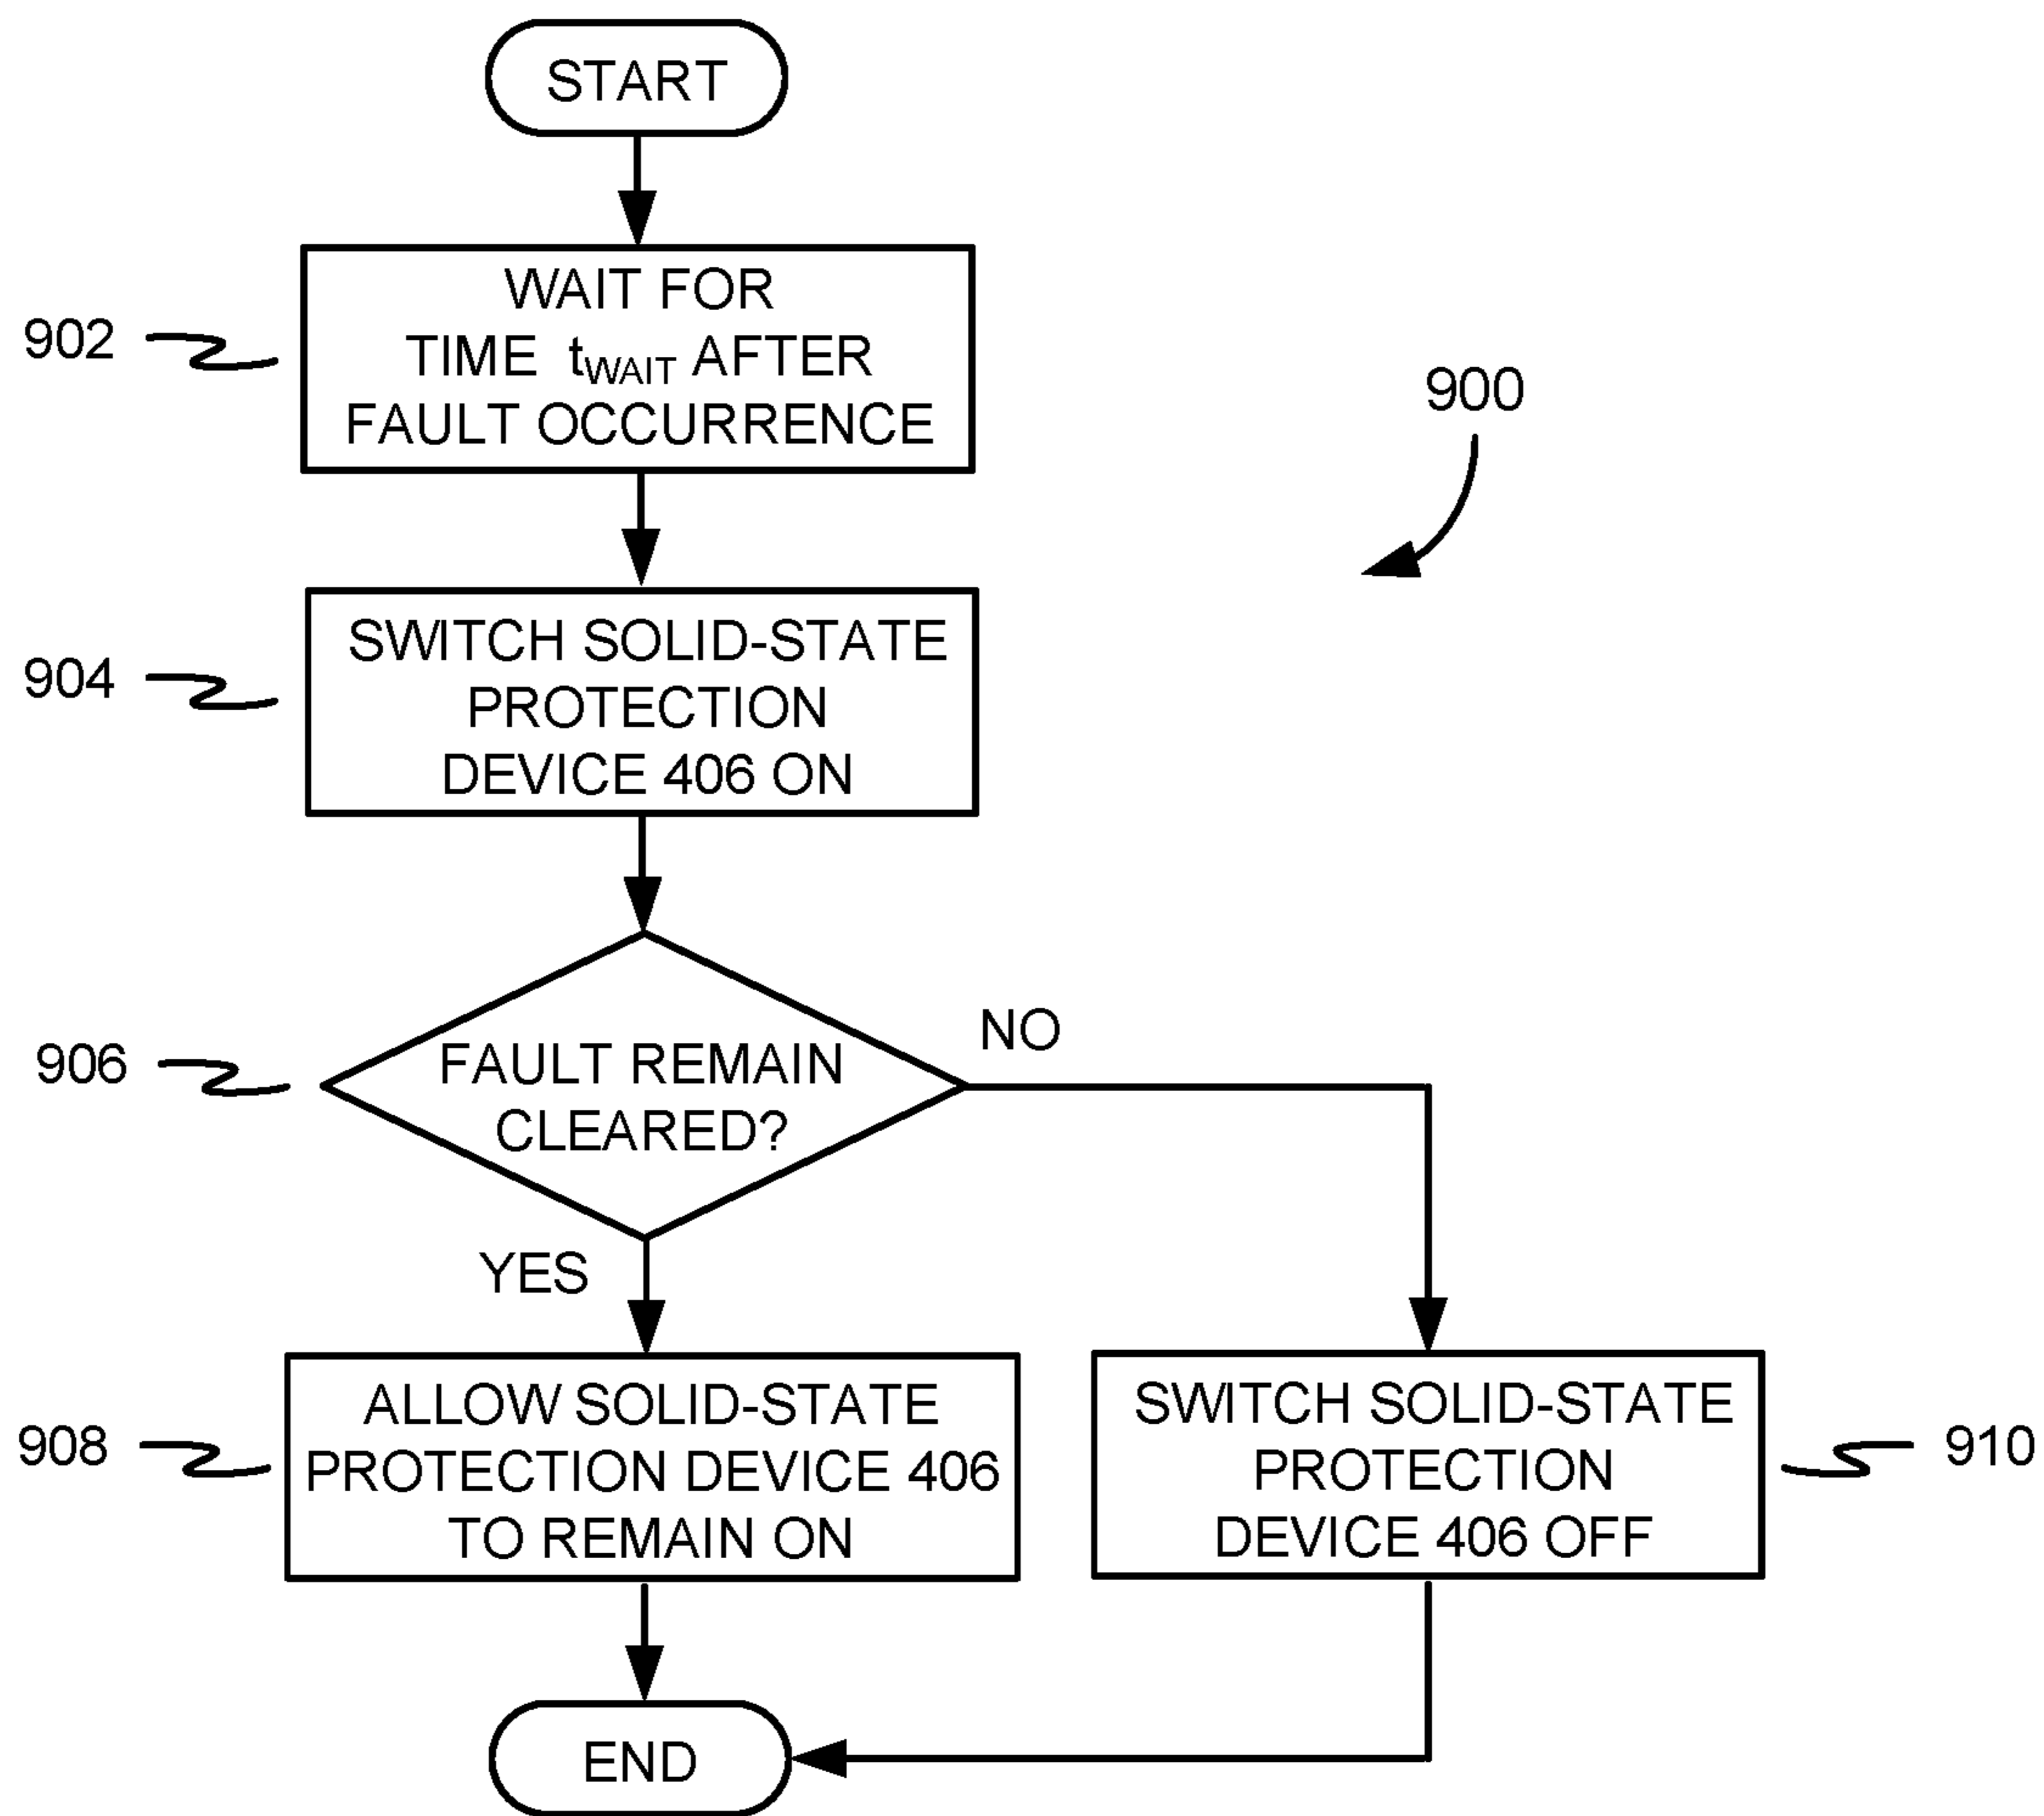 START
902
WAIT FOR
TIME tWAIT AFTER
FAULT OCCURRENCE
900
904
SWITCH SOLID-STATE
PROTECTION
DEVICE 406 ON
906
FAULT REMAIN
CLEARED?
NO
YES
908
ALLOW SOLID-STATE
PROTECTION DEVICE 406
TO REMAIN ON
SWITCH SOLID-STATE
PROTECTION
DEVICE 406 OFF
910
END